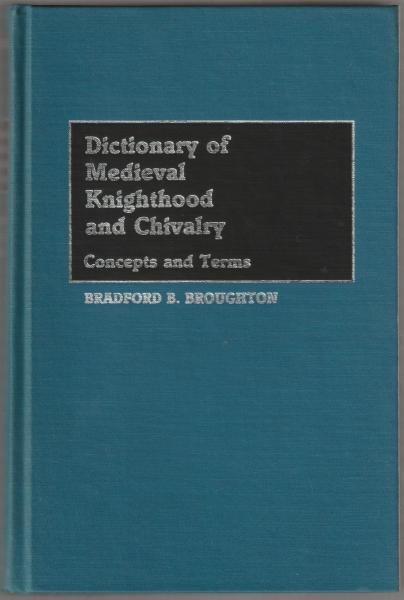 Dictionary of
Medieval
Knighthood
and Chivalry
Concepts and Terms
BRADFORD B. BROUGHTON